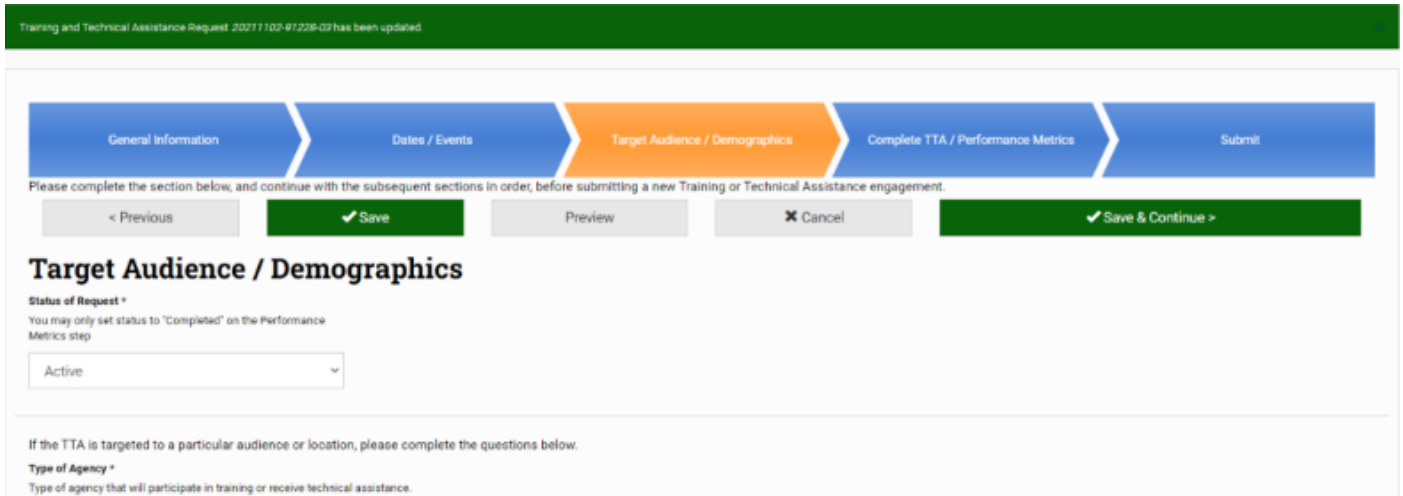 Training and Technical Assistance Request 20211102-91228-03 has been updated.
General Information
Dates / Events
Target Audience / Demographics
Complete TTA / Performance Metrics
Submit
Please complete the section below, and continue with the subsequent sections in order, before submitting a new Training or Technical Assistance engagement.
< Previous
✔ Save
Preview
✖ Cancel
✔ Save & Continue >
Target Audience / Demographics
Status of Request *
You may only set status to "Completed" on the Performance
Metrics step
Active
If the TTA is targeted to a particular audience or location, please complete the questions below.
Type of Agency *
Type of agency that will participate in training or receive technical assistance.